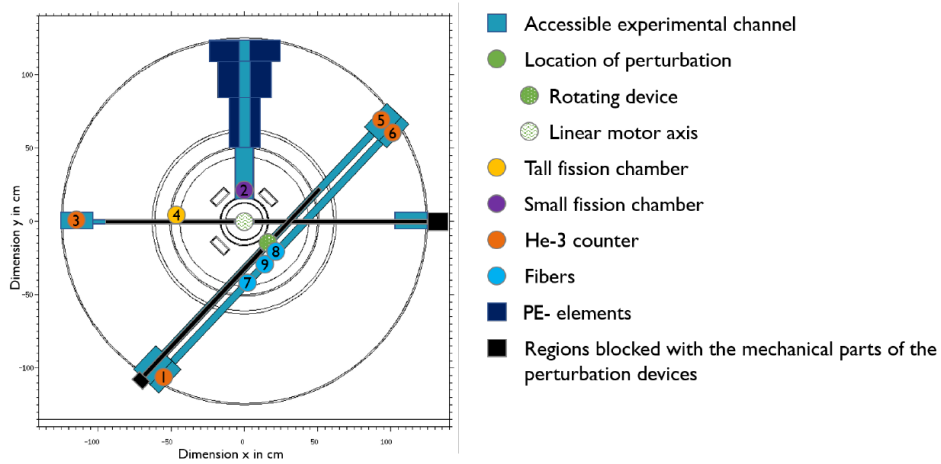 Accessible experimental channel
Location of perturbation
Rotating device
Linear motor axis
Tall fission chamber
Small fission chamber
He-3 counter
Fibers
PE- elements
Regions blocked with the mechanical parts of the
perturbation devices
Dimension y in cm
100
50
0
-50
-100
5
6
2
3
4
8
9
7
1
-100
-50
0
50
100
Dimension x in cm